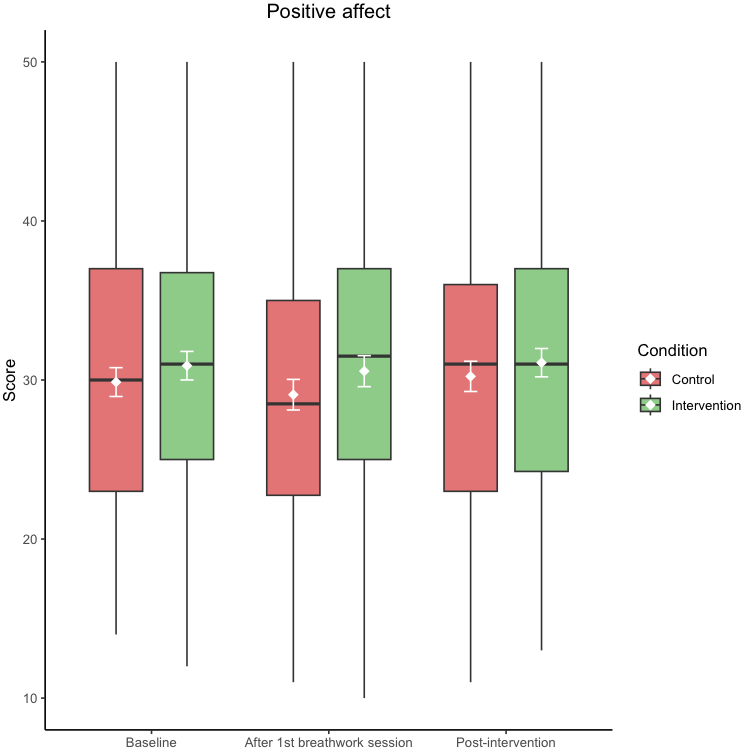 Positive affect
50
40
30
20
10
Score
Baseline
After 1st breathwork session
Post-intervention
Condition
Control
Intervention